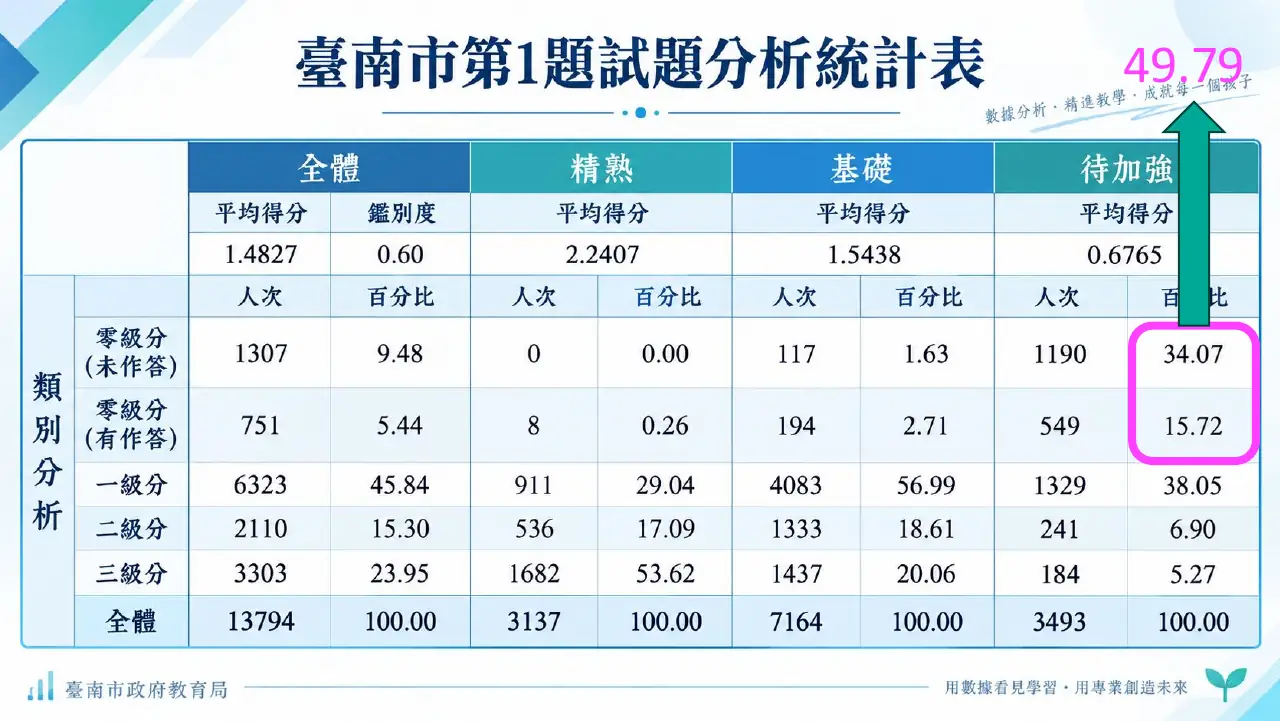 臺南市第1題試題分析統計表
49.79
數據分析・精進教學・成就每一個孩子
全體 精熟 基礎 待加強
平均得分 鑑別度 平均得分 平均得分 平均得分
1.4827 0.60 2.2407 1.5438 0.6765
類別分析
人次 百分比 人次 百分比 人次 百分比 人次 百 比
零級分
(未作答) 1307 9.48 0 0.00 117 1.63 1190 34.07
零級分
(有作答) 751 5.44 8 0.26 194 2.71 549 15.72
一級分 6323 45.84 911 29.04 4083 56.99 1329 38.05
二級分 2110 15.30 536 17.09 1333 18.61 241 6.90
三級分 3303 23.95 1682 53.62 1437 20.06 184 5.27
全體 13794 100.00 3137 100.00 7164 100.00 3493 100.00
臺南市政府教育局
用數據看見學習・用專業創造未來